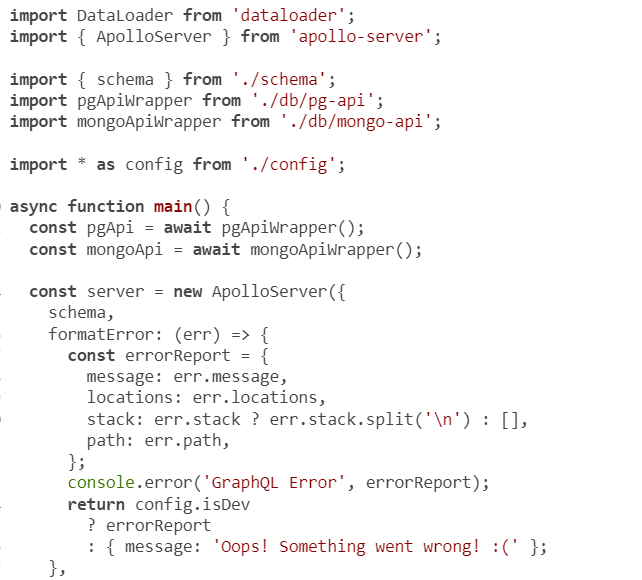 import DataLoader from 'dataloader';
import { ApolloServer } from 'apollo-server';

import { schema } from './schema';
import pgApiWrapper from './db/pg-api';
import mongoApiWrapper from './db/mongo-api';

import * as config from './config';

async function main() {
  const pgApi = await pgApiWrapper();
  const mongoApi = await mongoApiWrapper();

  const server = new ApolloServer({
    schema,
    formatError: (err) => {
      const errorReport = {
        message: err.message,
        locations: err.locations,
        stack: err.stack ? err.stack.split('\n') : [],
        path: err.path,
      };
      console.error('GraphQL Error', errorReport);
      return config.isDev
        ? errorReport
        : { message: 'Oops! Something went wrong! :(' };
    },